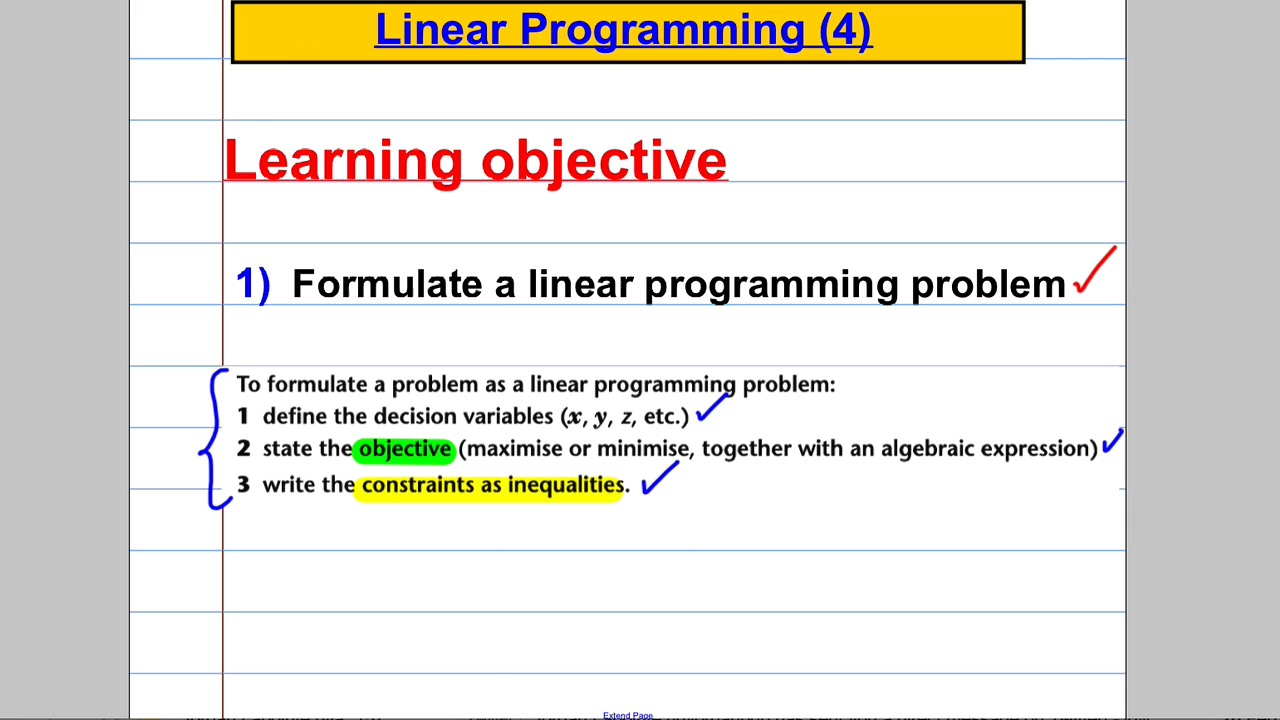 Linear Programming (4)
Learning objective
1) Formulate a linear programming problem
To formulate a problem as a linear programming problem:
1 define the decision variables (x, y, z, etc.)
2 state the objective (maximise or minimise, together with an algebraic expression)
3 write the constraints as inequalities.
Extend Page